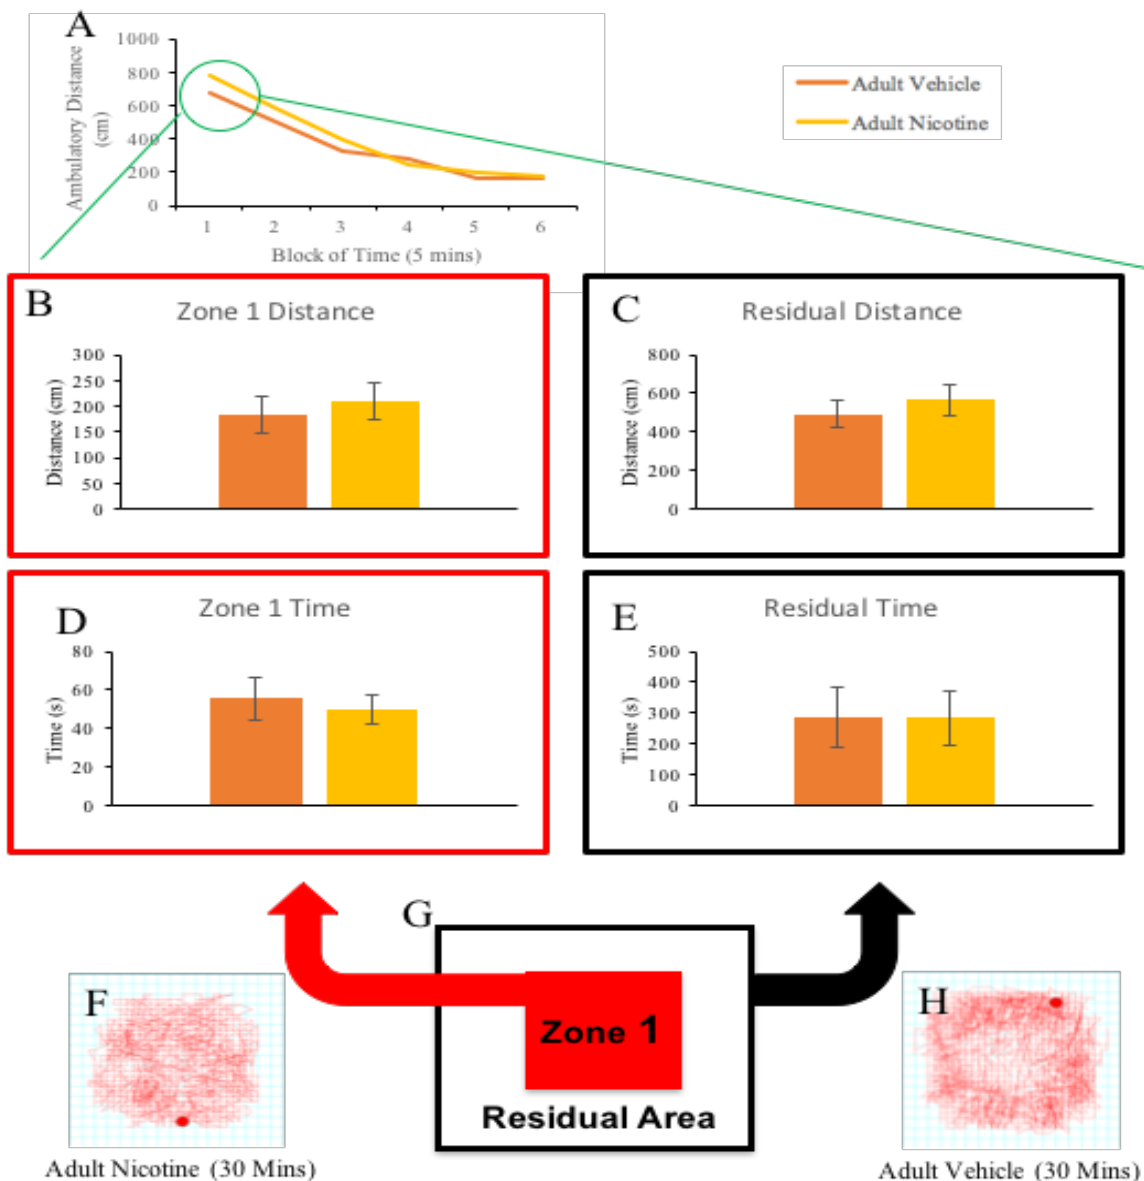 A
1000
800
600
400
200
0
Ambulatory Distance
(cm)
1 2 3 4 5 6
Block of Time (5 mins)
Adult Vehicle
Adult Nicotine
B
Zone 1 Distance
300
250
200
150
100
50
0
Distance (cm)
C
Residual Distance
800
600
400
200
0
Distance (cm)
D
Zone 1 Time
80
60
40
20
0
Time (s)
E
Residual Time
500
400
300
200
100
0
Time (s)
G
Zone 1
Residual Area
F
Adult Nicotine (30 Mins)
H
Adult Vehicle (30 Mins)